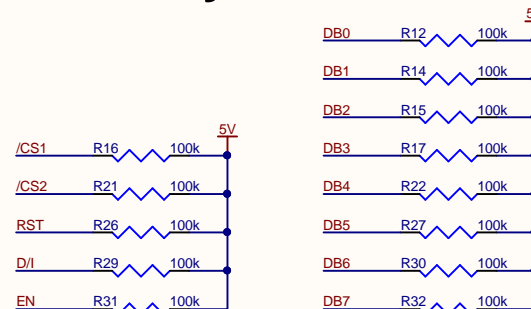 5V
/CS1 R16 100k
/CS2 R21 100k
RST R26 100k
D/I R29 100k
EN R31 100k
DB0 R12 100k
DB1 R14 100k
DB2 R15 100k
DB3 R17 100k
DB4 R22 100k
DB5 R27 100k
DB6 R30 100k
DB7 R32 100k